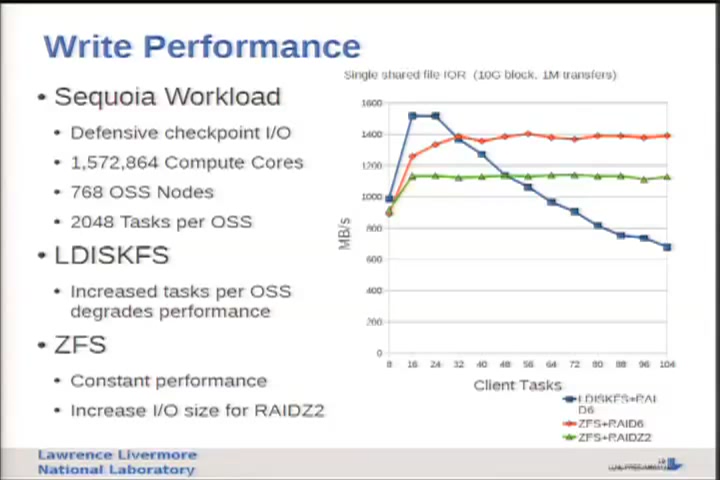 Write Performance
Single shared file IOR (10G block, 1M transfers)
• Sequoia Workload
• Defensive checkpoint I/O
• 1,572,864 Compute Cores
• 768 OSS Nodes
• 2048 Tasks per OSS
• LDISKFS
• Increased tasks per OSS
degrades performance
• ZFS
• Constant performance
• Increase I/O size for RAIDZ2
MB/s
1600
1400
1200
1000
800
600
400
200
0
8 16 24 32 40 48 56 64 72 80 88 96 104
Client Tasks
LDISKFS+RAI
D6
ZFS+RAID6
ZFS+RAIDZ2
Lawrence Livermore
National Laboratory